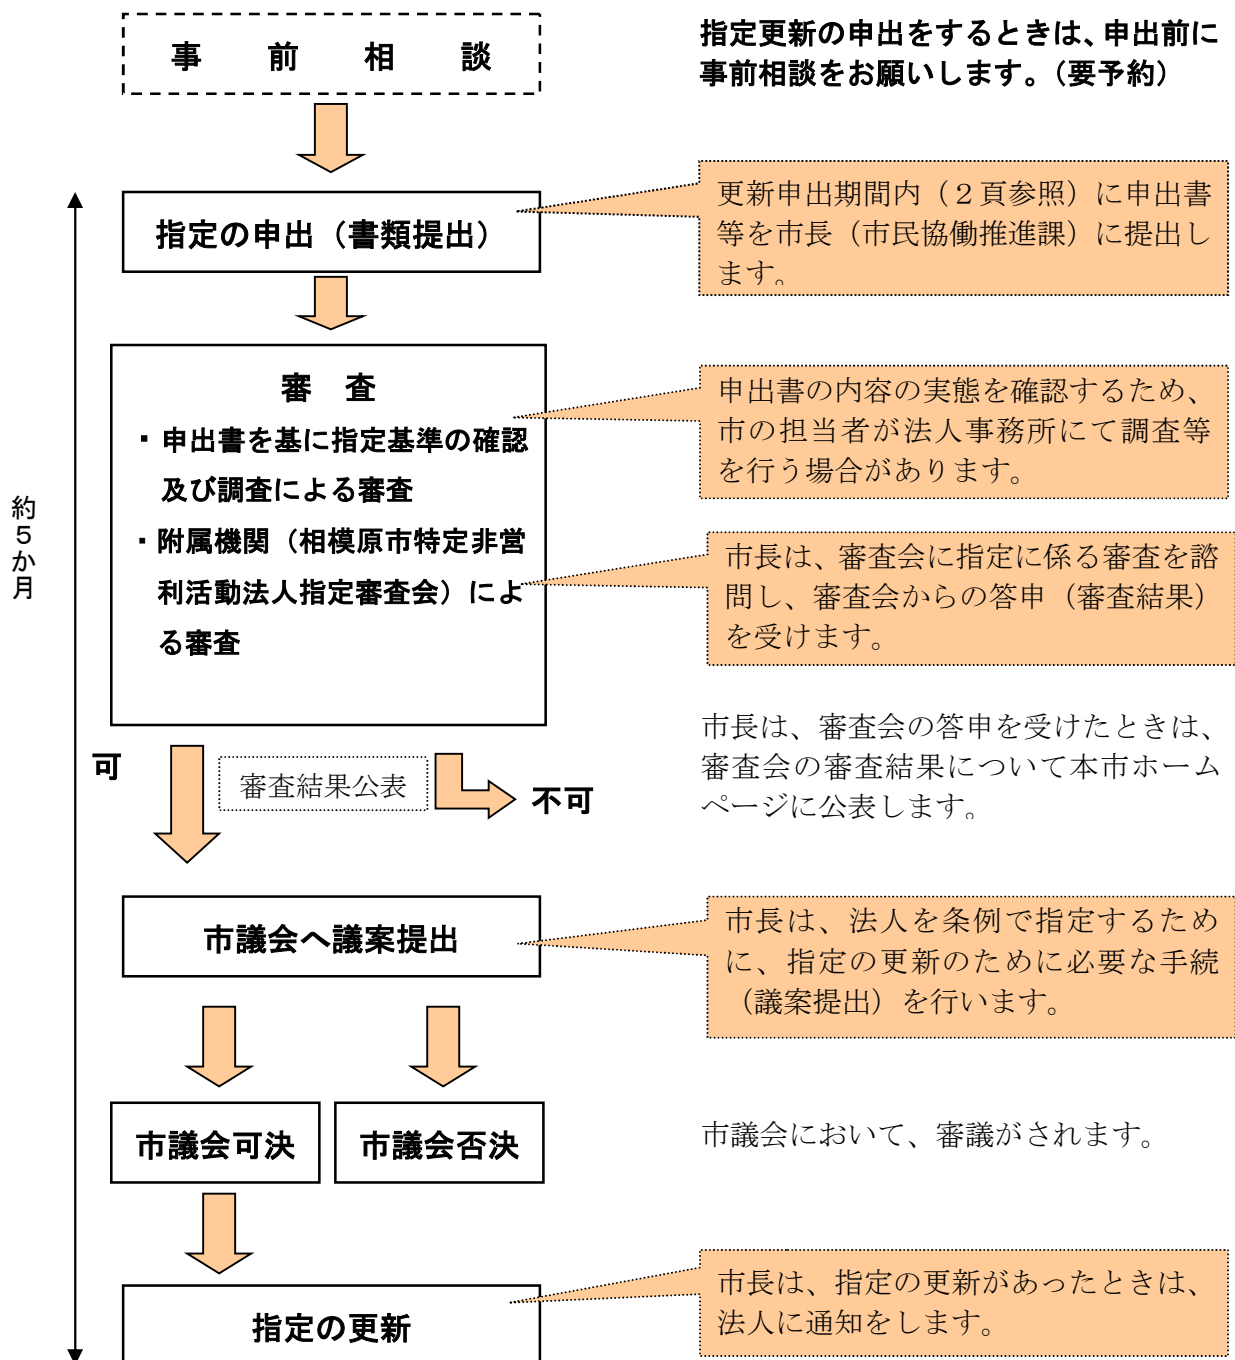 事前相談
指定更新の申出をするときは、申出前に
事前相談をお願いします。（要予約）
指定の申出（書類提出）
更新申出期間内（２頁参照）に申出書
等を市長（市民協働推進課）に提出し
ます。
約５か月
審　査
・申出書を基に指定基準の確認
及び調査による審査
・附属機関（相模原市特定非営
利活動法人指定審査会）によ
る審査
申出書の内容の実態を確認するため、
市の担当者が法人事務所にて調査等
を行う場合があります。
市長は、審査会に指定に係る審査を諮
問し、審査会からの答申（審査結果）
を受けます。
可
審査結果公表
不可
市長は、審査会の答申を受けたときは、
審査会の審査結果について本市ホーム
ページに公表します。
市議会へ議案提出
市長は、法人を条例で指定するため
に、指定の更新のために必要な手続
（議案提出）を行います。
市議会可決
市議会否決
市議会において、審議がされます。
指定の更新
市長は、指定の更新があったときは、
法人に通知をします。